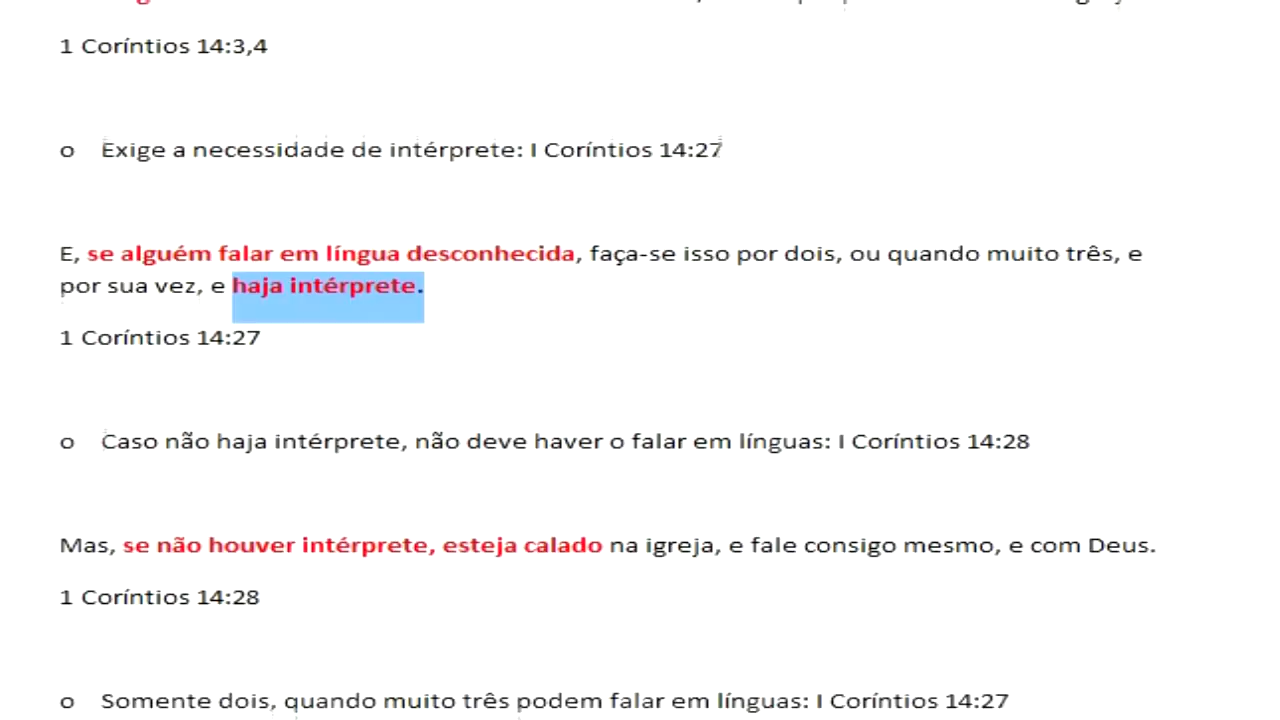 1 Coríntios 14:3,4
o Exige a necessidade de intérprete: I Coríntios 14:27
E, se alguém falar em língua desconhecida, faça-se isso por dois, ou quando muito três, e
por sua vez, e haja intérprete.
1 Coríntios 14:27
o Caso não haja intérprete, não deve haver o falar em línguas: I Coríntios 14:28
Mas, se não houver intérprete, esteja calado na igreja, e fale consigo mesmo, e com Deus.
1 Coríntios 14:28
o Somente dois, quando muito três podem falar em línguas: I Coríntios 14:27